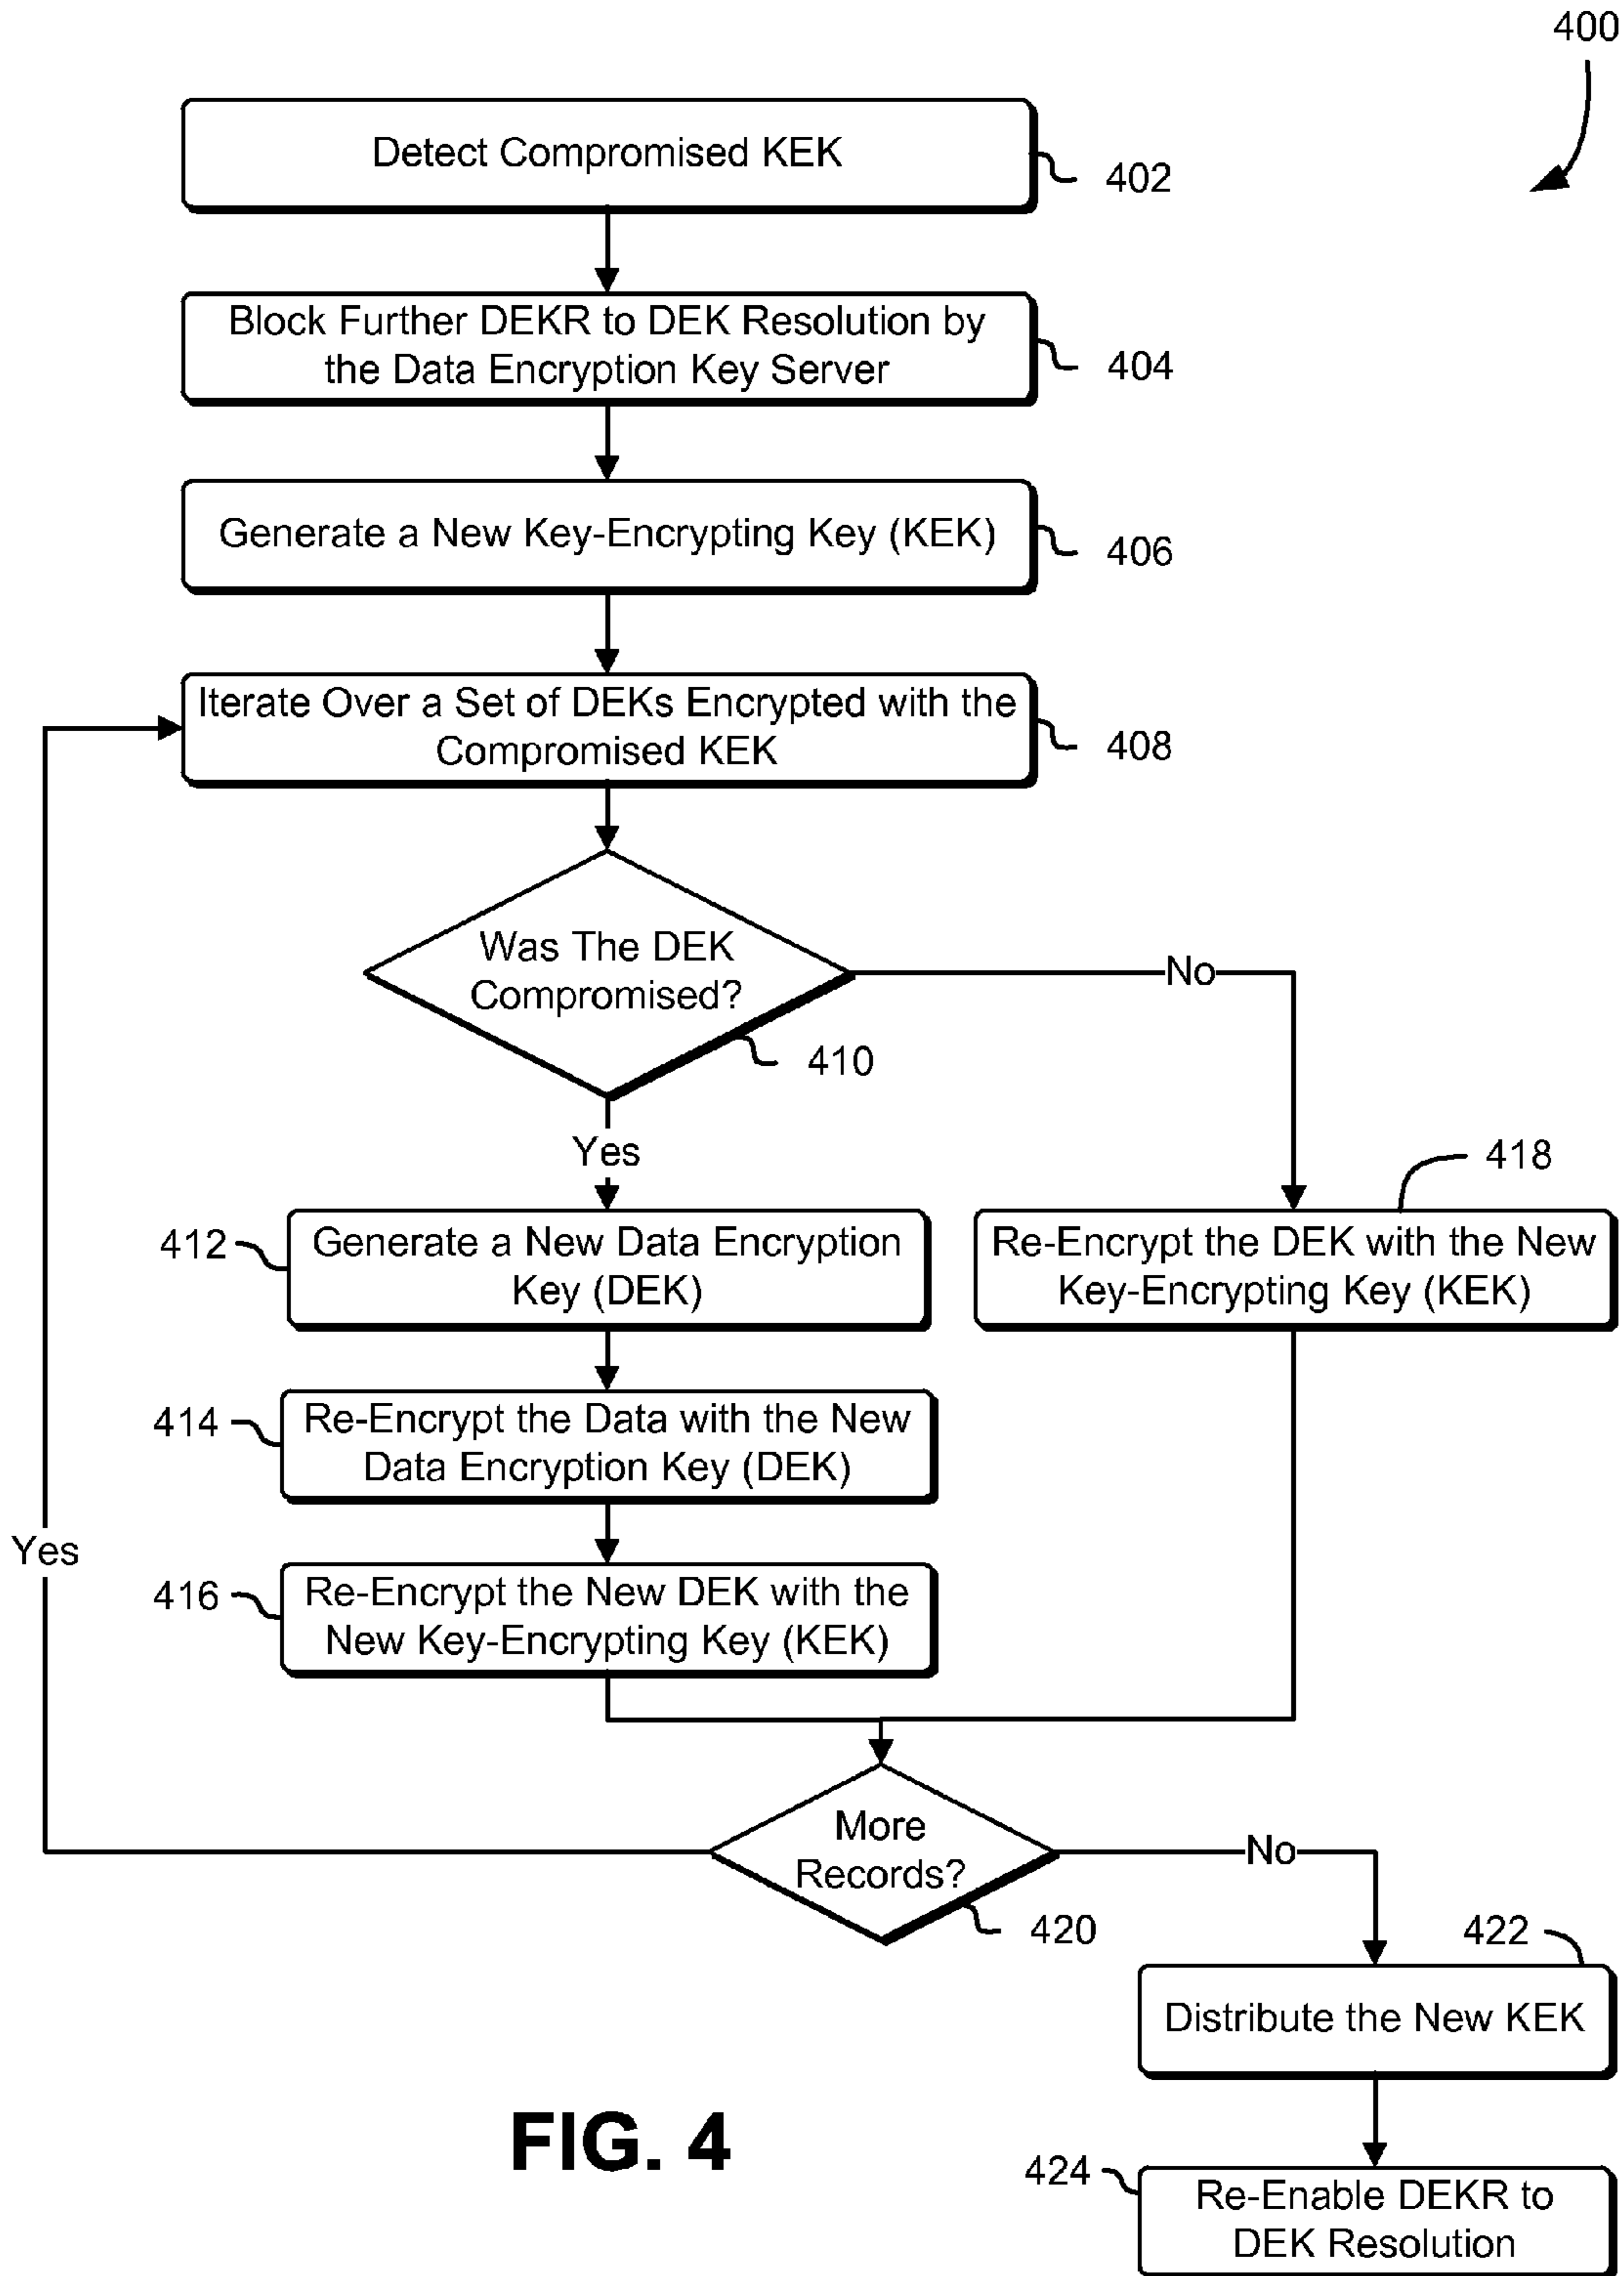 400
Detect Compromised KEK
402
Block Further DEKR to DEK Resolution by
the Data Encryption Key Server
404
Generate a New Key-Encrypting Key (KEK)
406
Iterate Over a Set of DEKs Encrypted with the
Compromised KEK
408
Was The DEK
Compromised?
No
410
Yes
418
412
Generate a New Data Encryption
Key (DEK)
Re-Encrypt the DEK with the New
Key-Encrypting Key (KEK)
414
Re-Encrypt the Data with the New
Data Encryption Key (DEK)
Yes
416
Re-Encrypt the New DEK with the
New Key-Encrypting Key (KEK)
More
Records?
No
420
422
Distribute the New KEK
FIG. 4
424
Re-Enable DEKR to
DEK Resolution